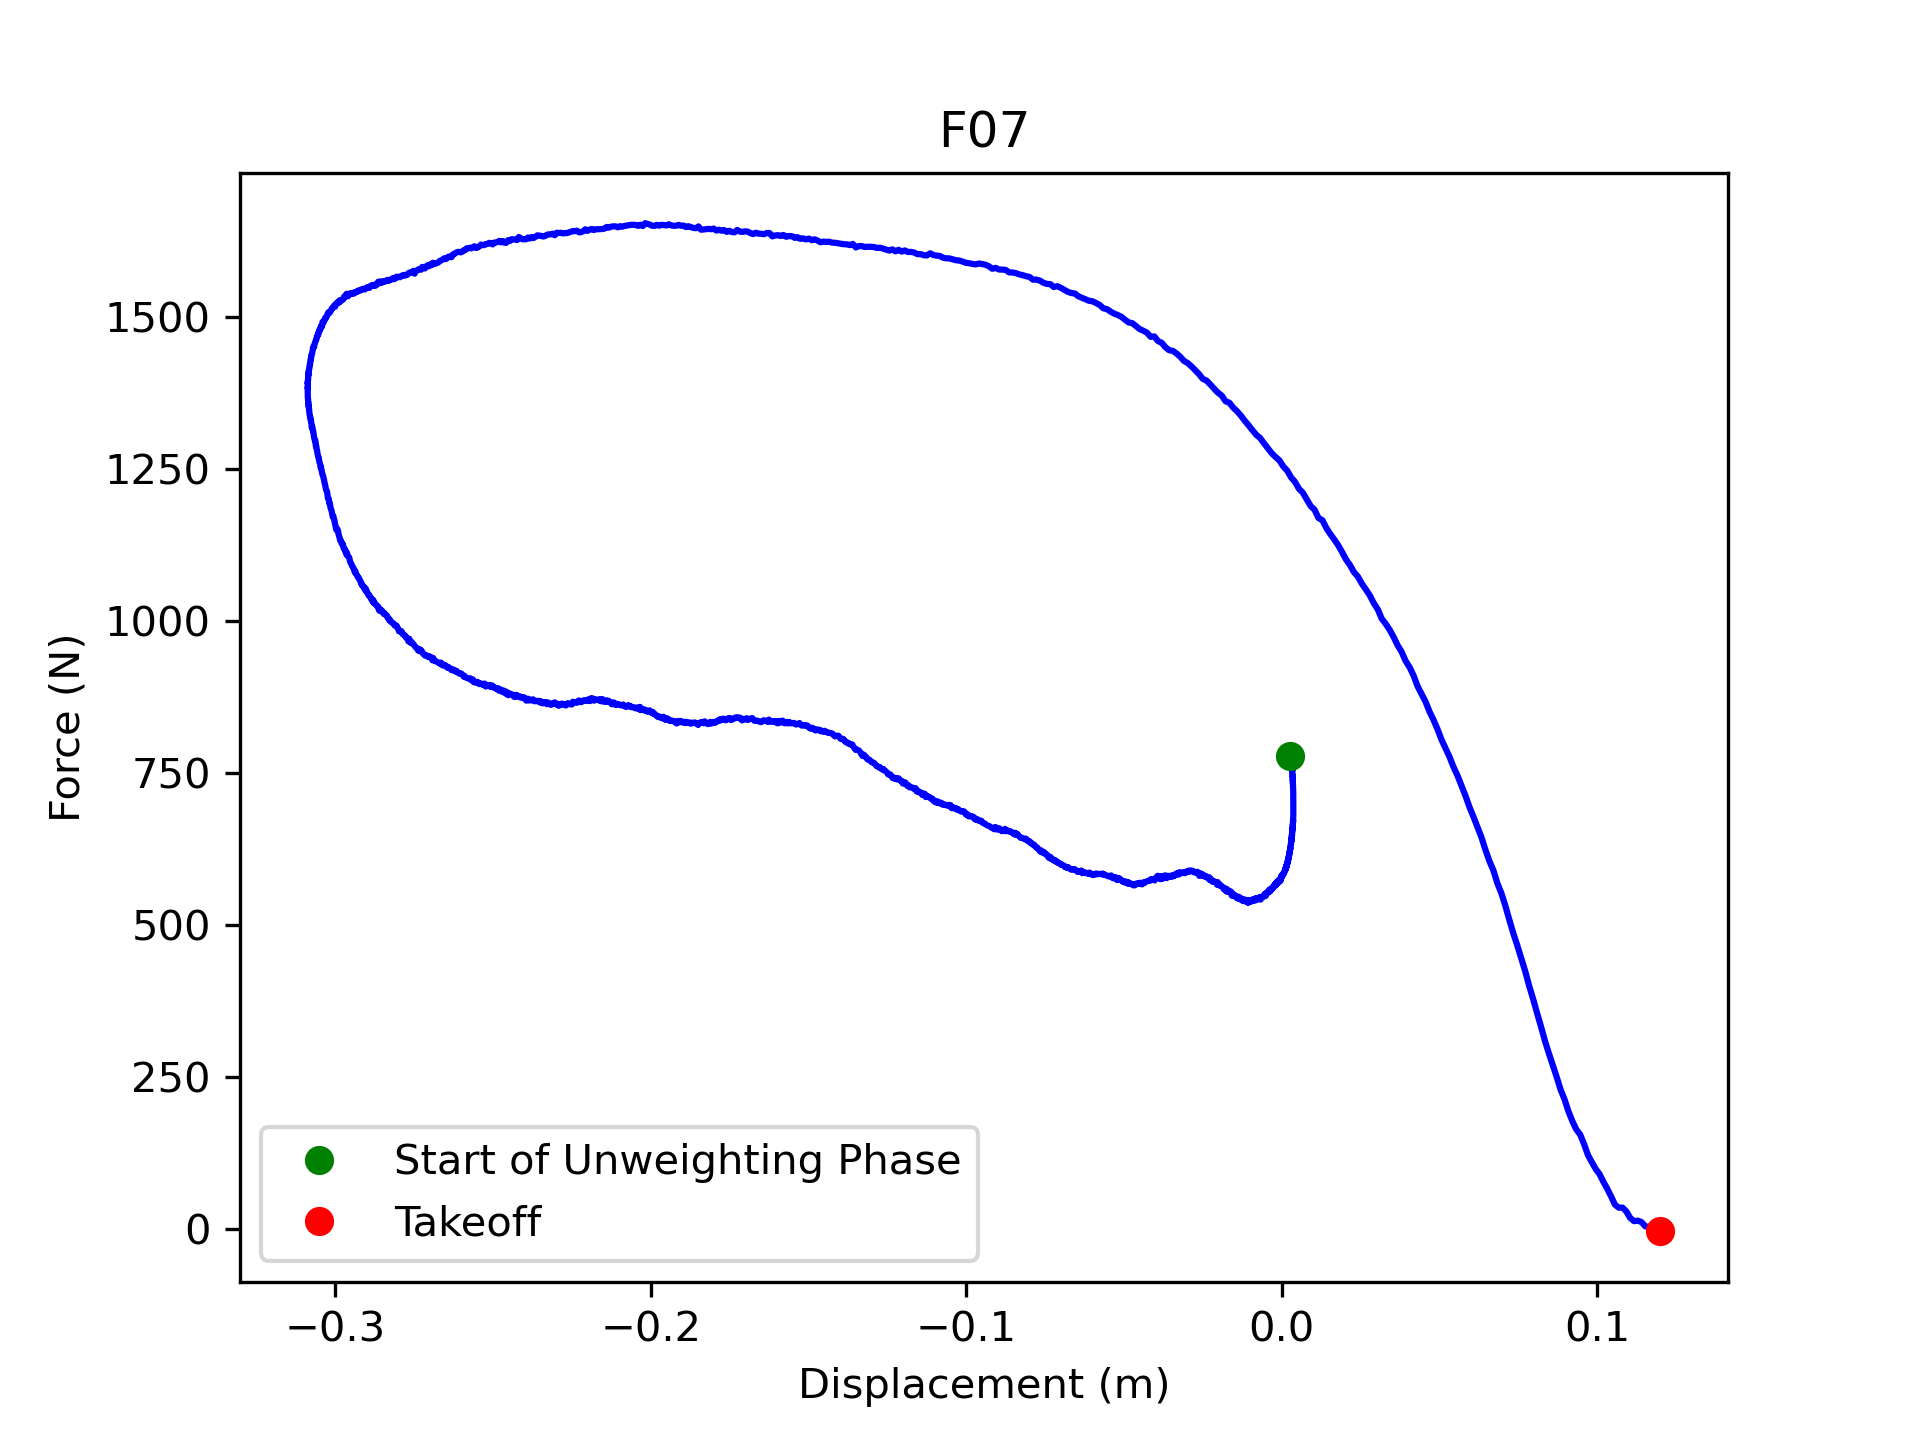 F07
Force (N)
1500
1250
1000
750
500
250
0
Start of Unweighting Phase
Takeoff
−0.3
−0.2
−0.1
0.0
0.1
Displacement (m)